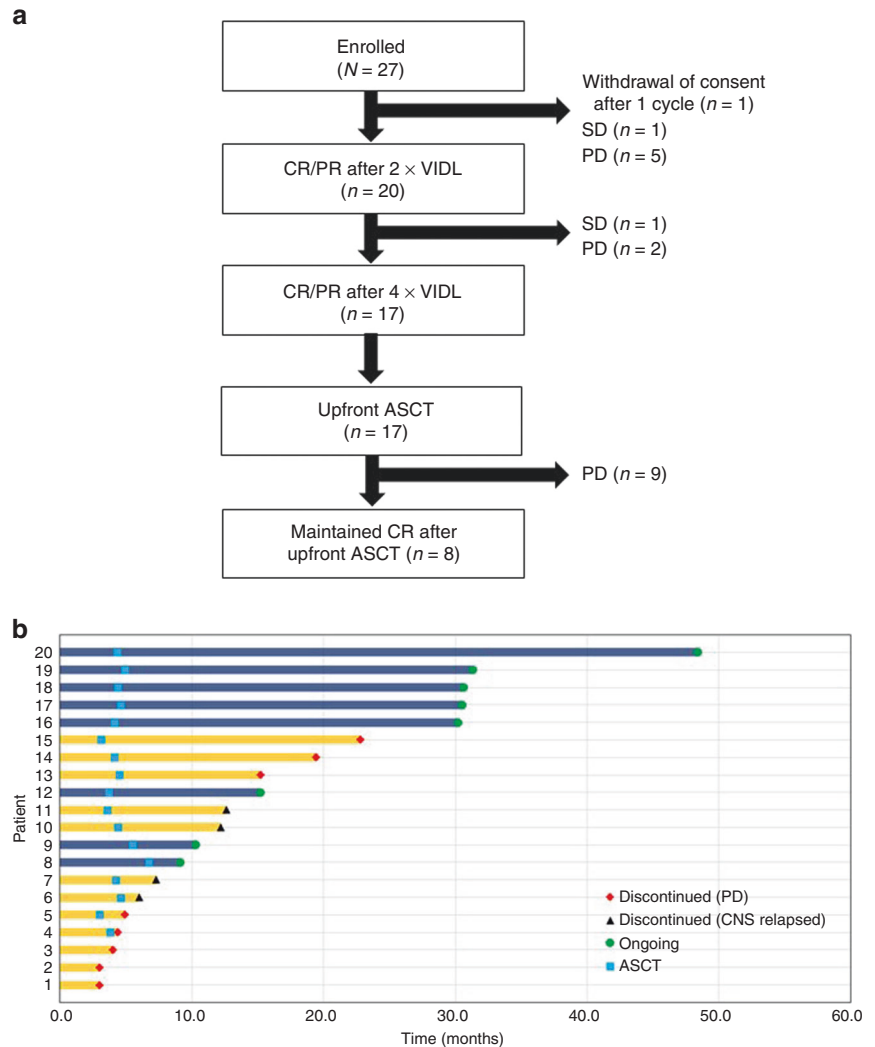 a
Enrolled
(N = 27)
Withdrawal of consent
after 1 cycle (n = 1)
SD (n = 1)
PD (n = 5)
CR/PR after 2 × VIDL
(n = 20)
SD (n = 1)
PD (n = 2)
CR/PR after 4 × VIDL
(n = 17)
Upfront ASCT
(n = 17)
PD (n = 9)
Maintained CR after
upfront ASCT (n = 8)
b
Patient
20
19
18
17
16
15
14
13
12
11
10
9
8
7
6
5
4
3
2
1
Discontinued (PD)
Discontinued (CNS relapsed)
Ongoing
ASCT
0.0 10.0 20.0 30.0 40.0 50.0 60.0
Time (months)